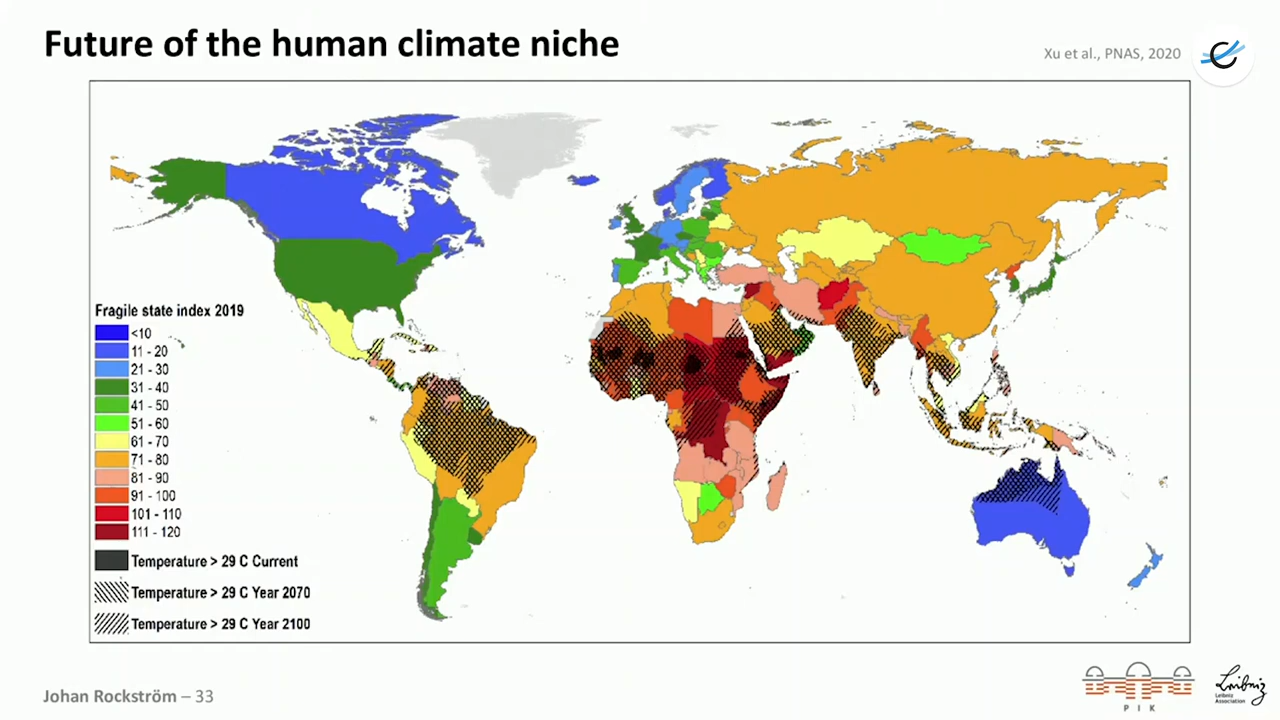 Future of the human climate niche
Xu et al., PNAS, 2020
Fragile state index 2019
<10
11 - 20
21 - 30
31 - 40
41 - 50
51 - 60
61 - 70
71 - 80
81 - 90
91 - 100
101 - 110
111 - 120
Temperature > 29 C Current
Temperature > 29 C Year 2070
Temperature > 29 C Year 2100
Johan Rockström – 33
P I K
Leibniz
Leibniz
Association